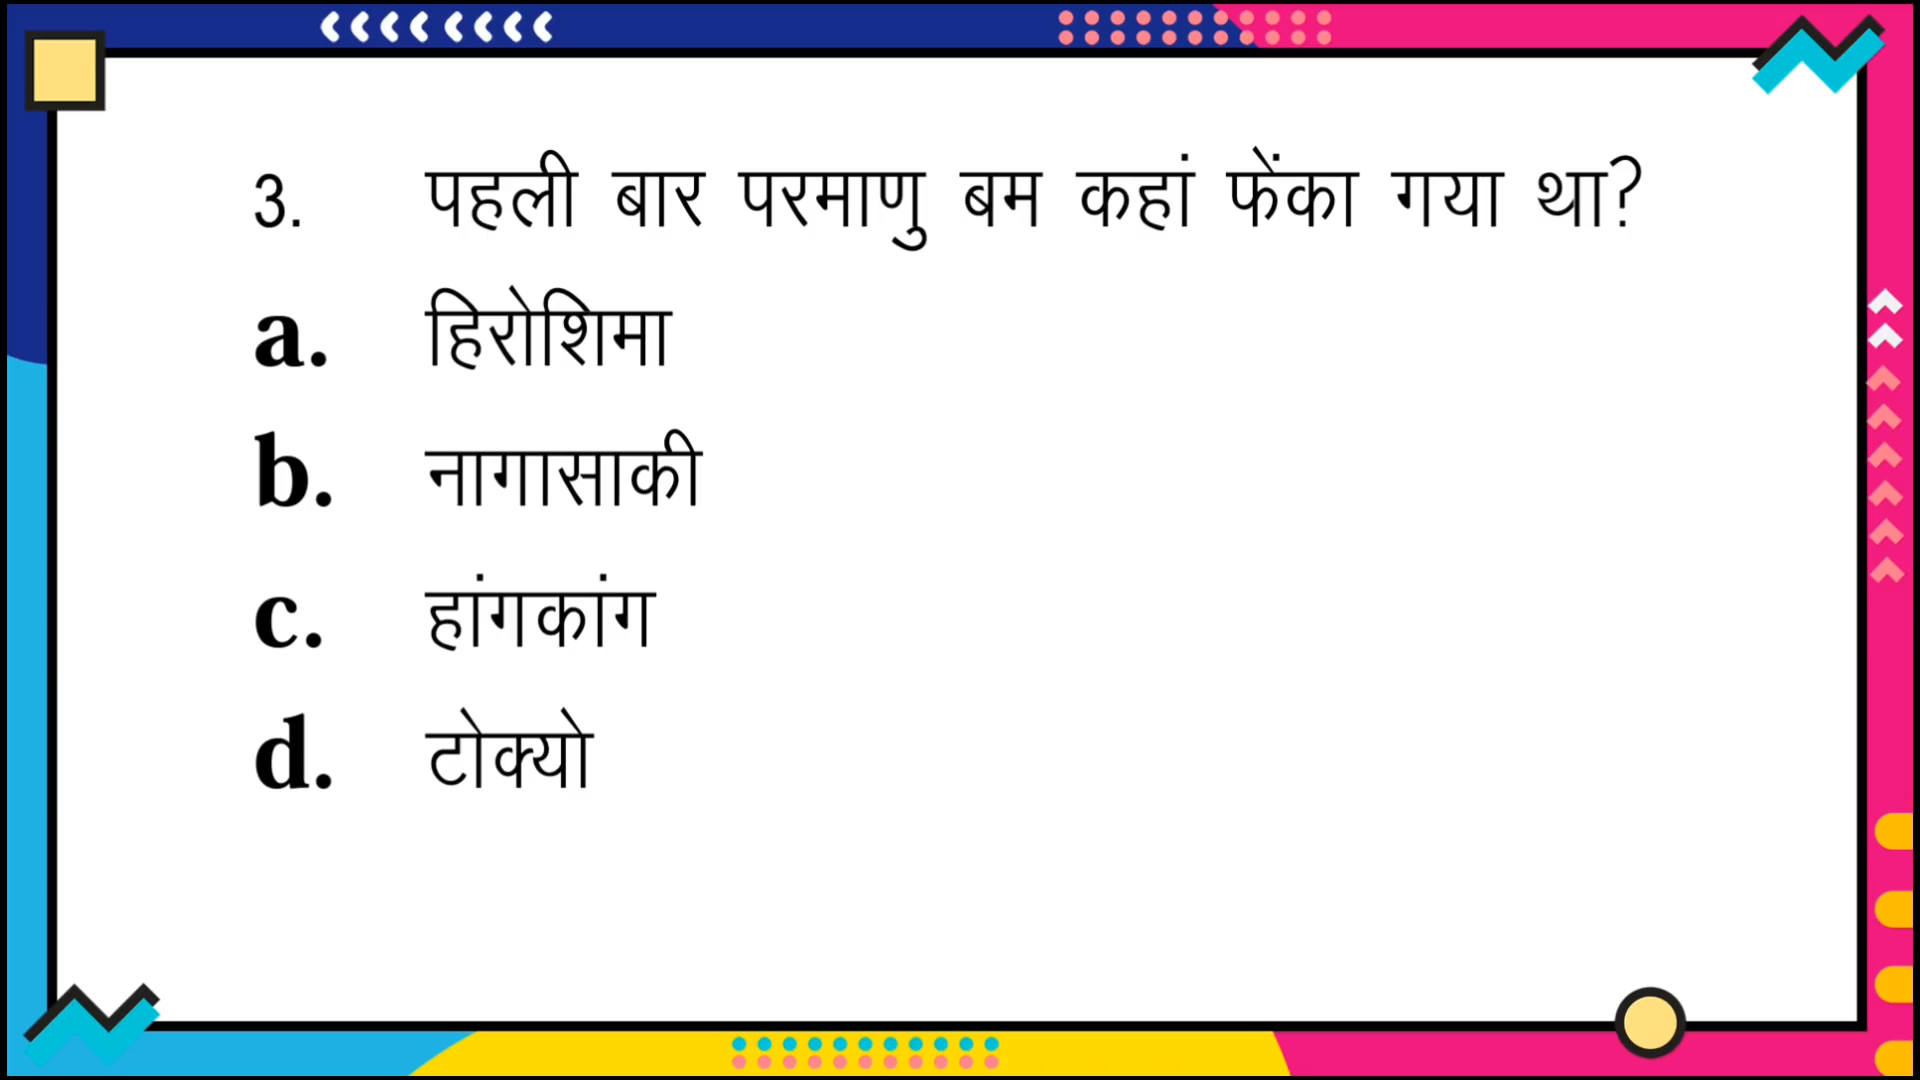 3. पहली बार परमाणु बम कहां फेंका गया था?
a. हिरोशिमा
b. नागासाकी
c. हांगकांग
d. टोक्यो